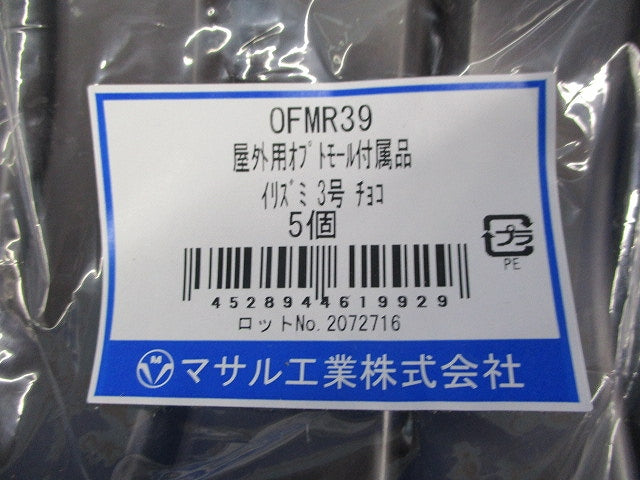 OFMR39
屋外用ｵﾌﾟﾄﾓｰﾙ付属品
ｲﾘｽﾞﾐ 3号 ﾁｮｺ
5個
プラ
PE
4528944619929
ロットNo. 2072716
M マサル工業株式会社